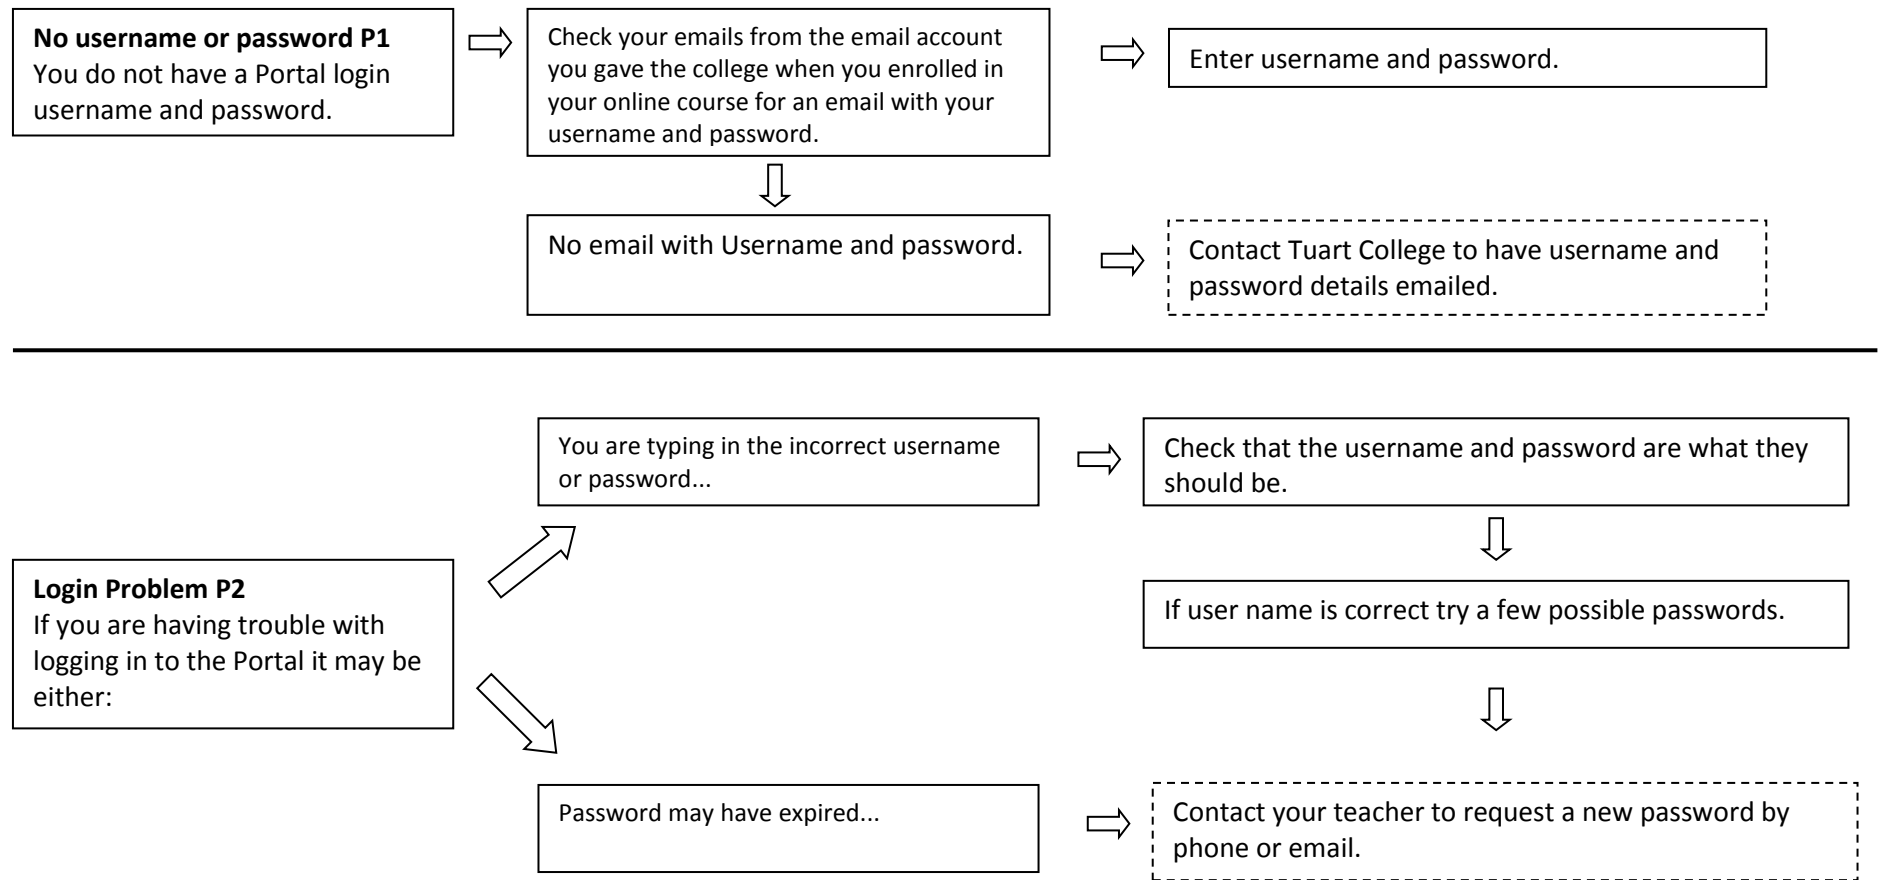 No username or password P1
You do not have a Portal login
username and password.
Check your emails from the email account
you gave the college when you enrolled in
your online course for an email with your
username and password.
Enter username and password.
No email with Username and password.
Contact Tuart College to have username and
password details emailed.
Login Problem P2
If you are having trouble with
logging in to the Portal it may be
either:
You are typing in the incorrect username
or password...
Check that the username and password are what they
should be.
If user name is correct try a few possible passwords.
Password may have expired...
Contact your teacher to request a new password by
phone or email.